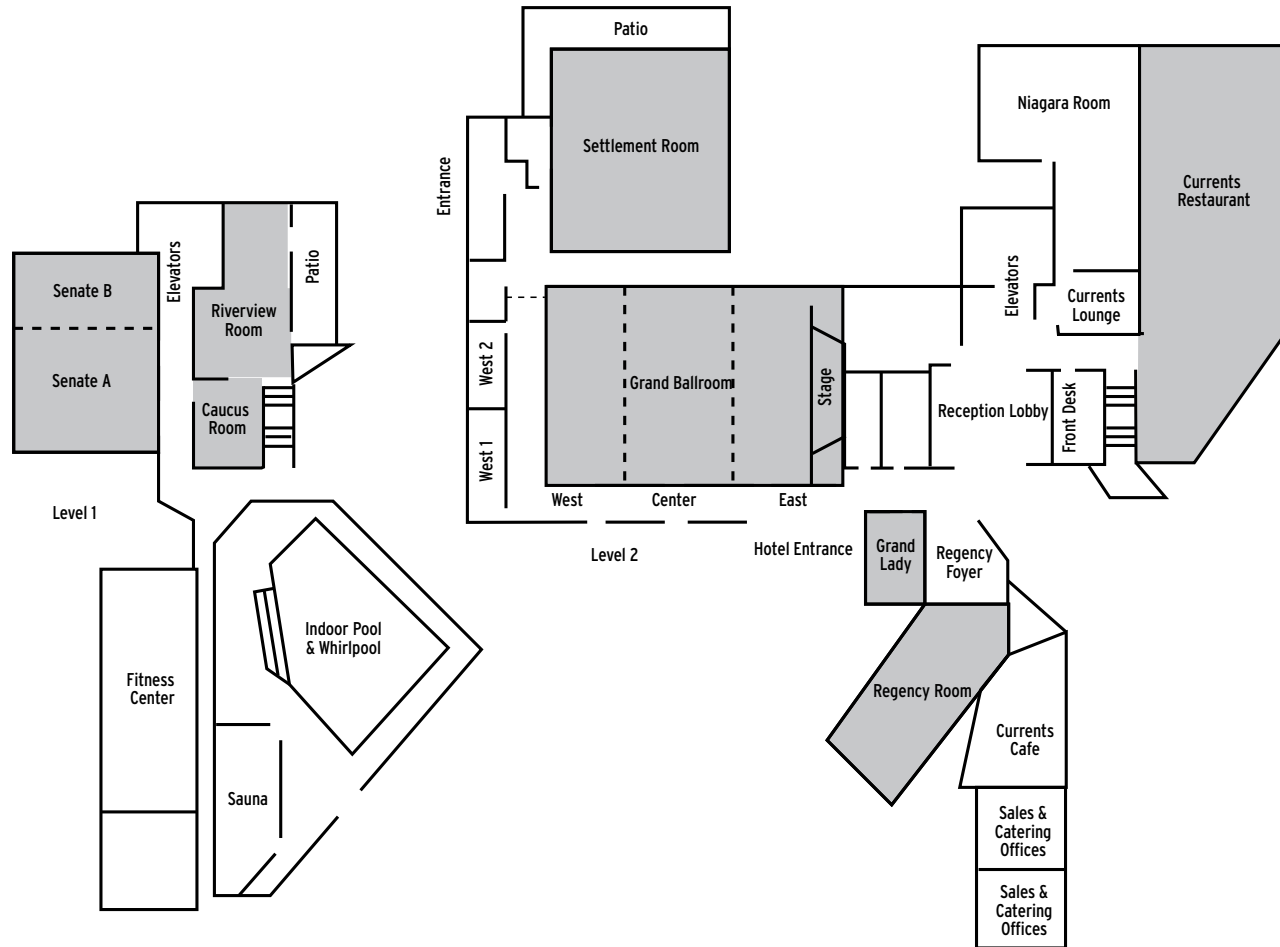 Patio
Settlement Room
Entrance
Niagara Room
Currents
Restaurant
Senate B
Senate A
Elevators
Riverview
Room
Patio
Caucus
Room
Level 1
West 2
West 1
Grand Ballroom
Stage
West
Center
East
Level 2
Elevators
Currents
Lounge
Reception Lobby
Front Desk
Hotel Entrance
Grand
Lady
Regency
Foyer
Regency Room
Currents
Cafe
Sales &
Catering
Offices
Sales &
Catering
Offices
Indoor Pool
& Whirlpool
Fitness
Center
Sauna